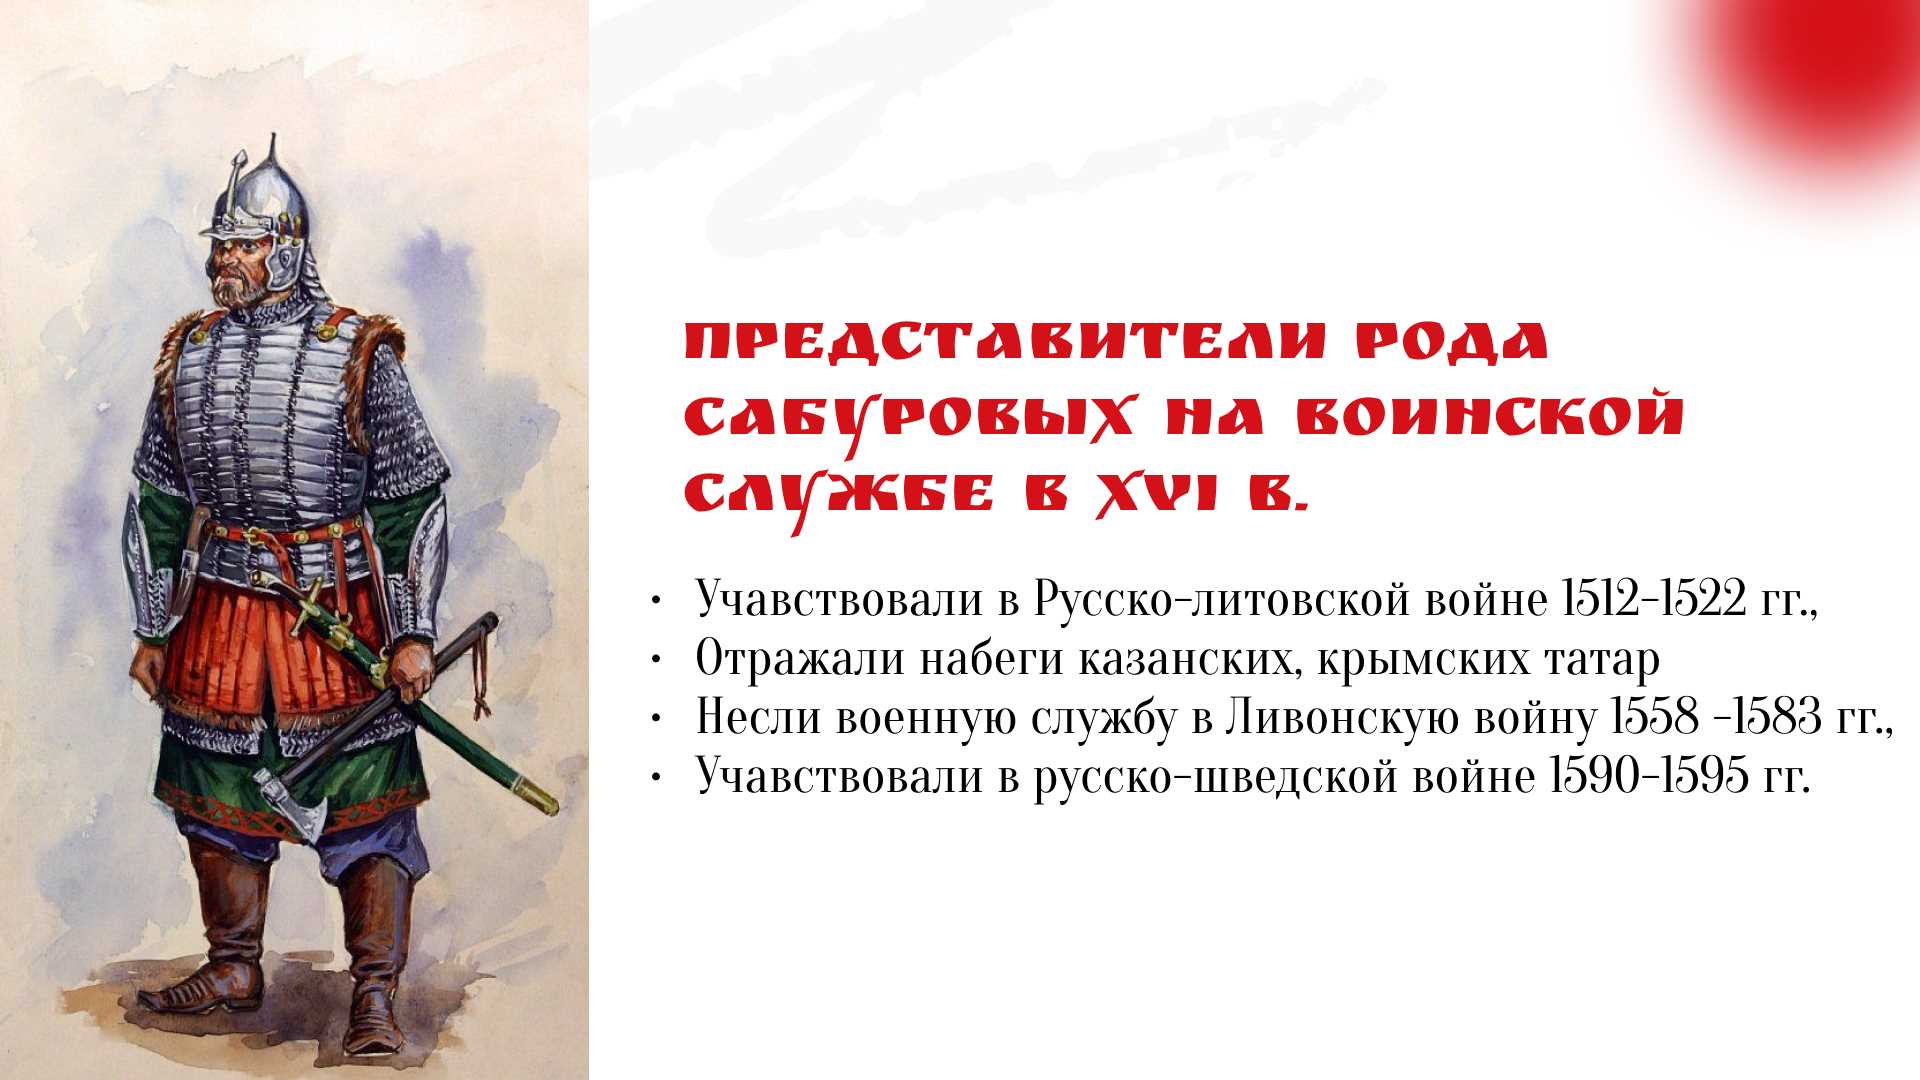 ПРЕДСТАВИТЕЛИ РОДА
САБУРОВЫХ НА ВОИНСКОЙ
СЛУЖБЕ В XVI В.
• Учавствовали в Русско-литовской войне 1512-1522 гг.,
• Отражали набеги казанских, крымских татар
• Несли военную службу в Ливонскую войну 1558 -1583 гг.,
• Учавствовали в русско-шведской войне 1590-1595 гг.